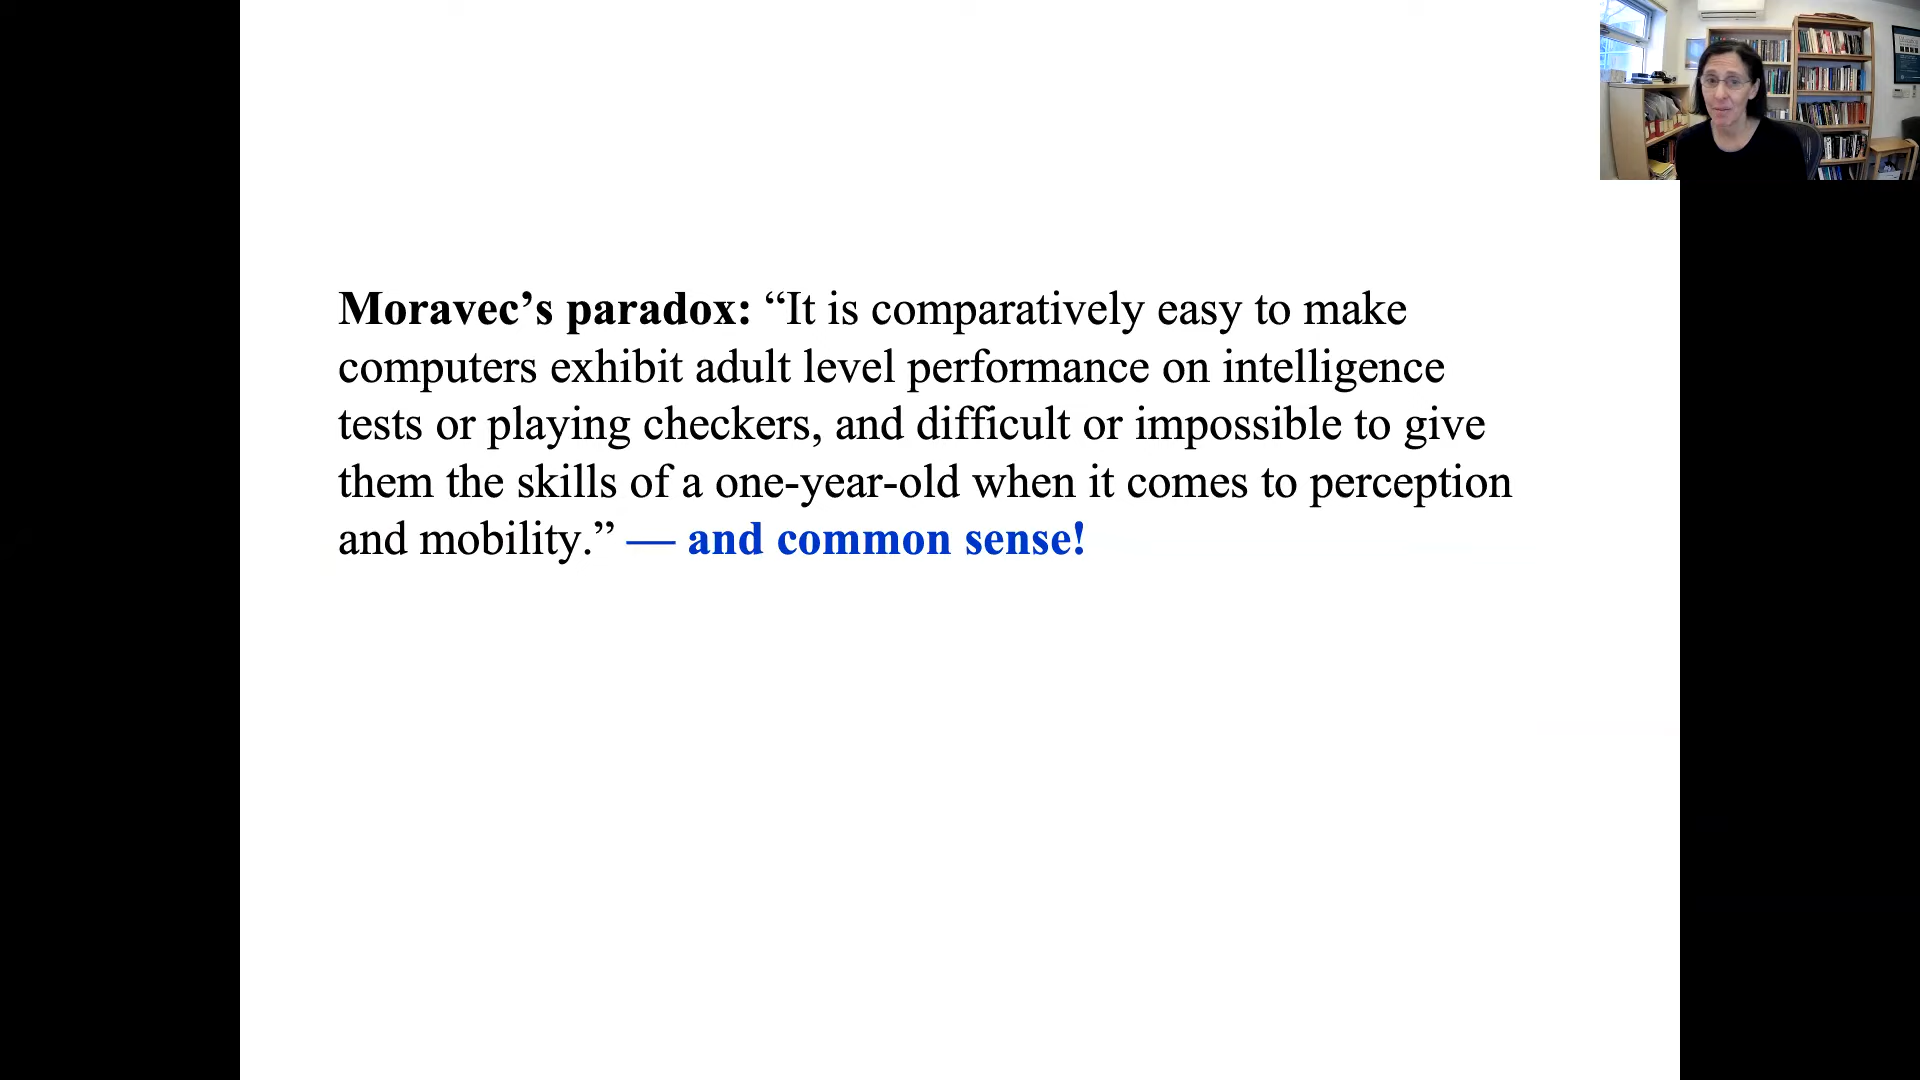 Moravec’s paradox: “It is comparatively easy to make
computers exhibit adult level performance on intelligence
tests or playing checkers, and difficult or impossible to give
them the skills of a one-year-old when it comes to perception
and mobility.” — and common sense!